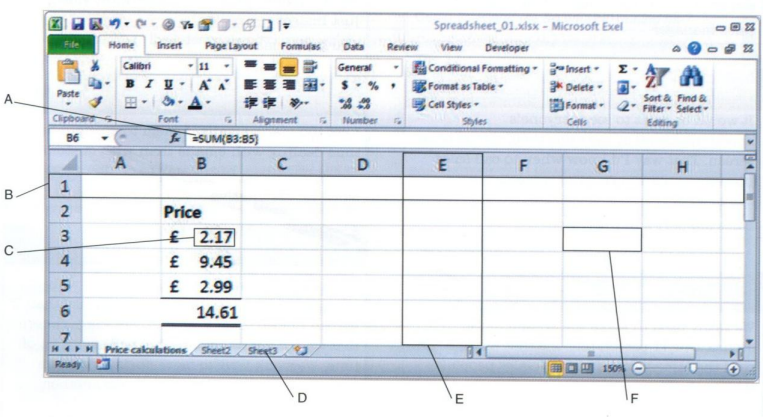 Spreadsheet_01.xlsx - Microsoft Exel
File Home Insert Page Layout Formulas Data Review View Developer
Calibri 11 General Conditional Formatting Insert Σ
Paste B I U A A $ % , Format as Table Delete Sort & Find &
A Cell Styles Format Filter Select
Clipboard Font Alignment Number Styles Cells Editing
A
B6 fx =SUM(B3:B5)
A B C D E F G H
B
1
2 Price
C
3 £ 2.17
4 £ 9.45
5 £ 2.99
6 14.61
7
Price calculations Sheet2 Sheet3
Ready 150%
D E F